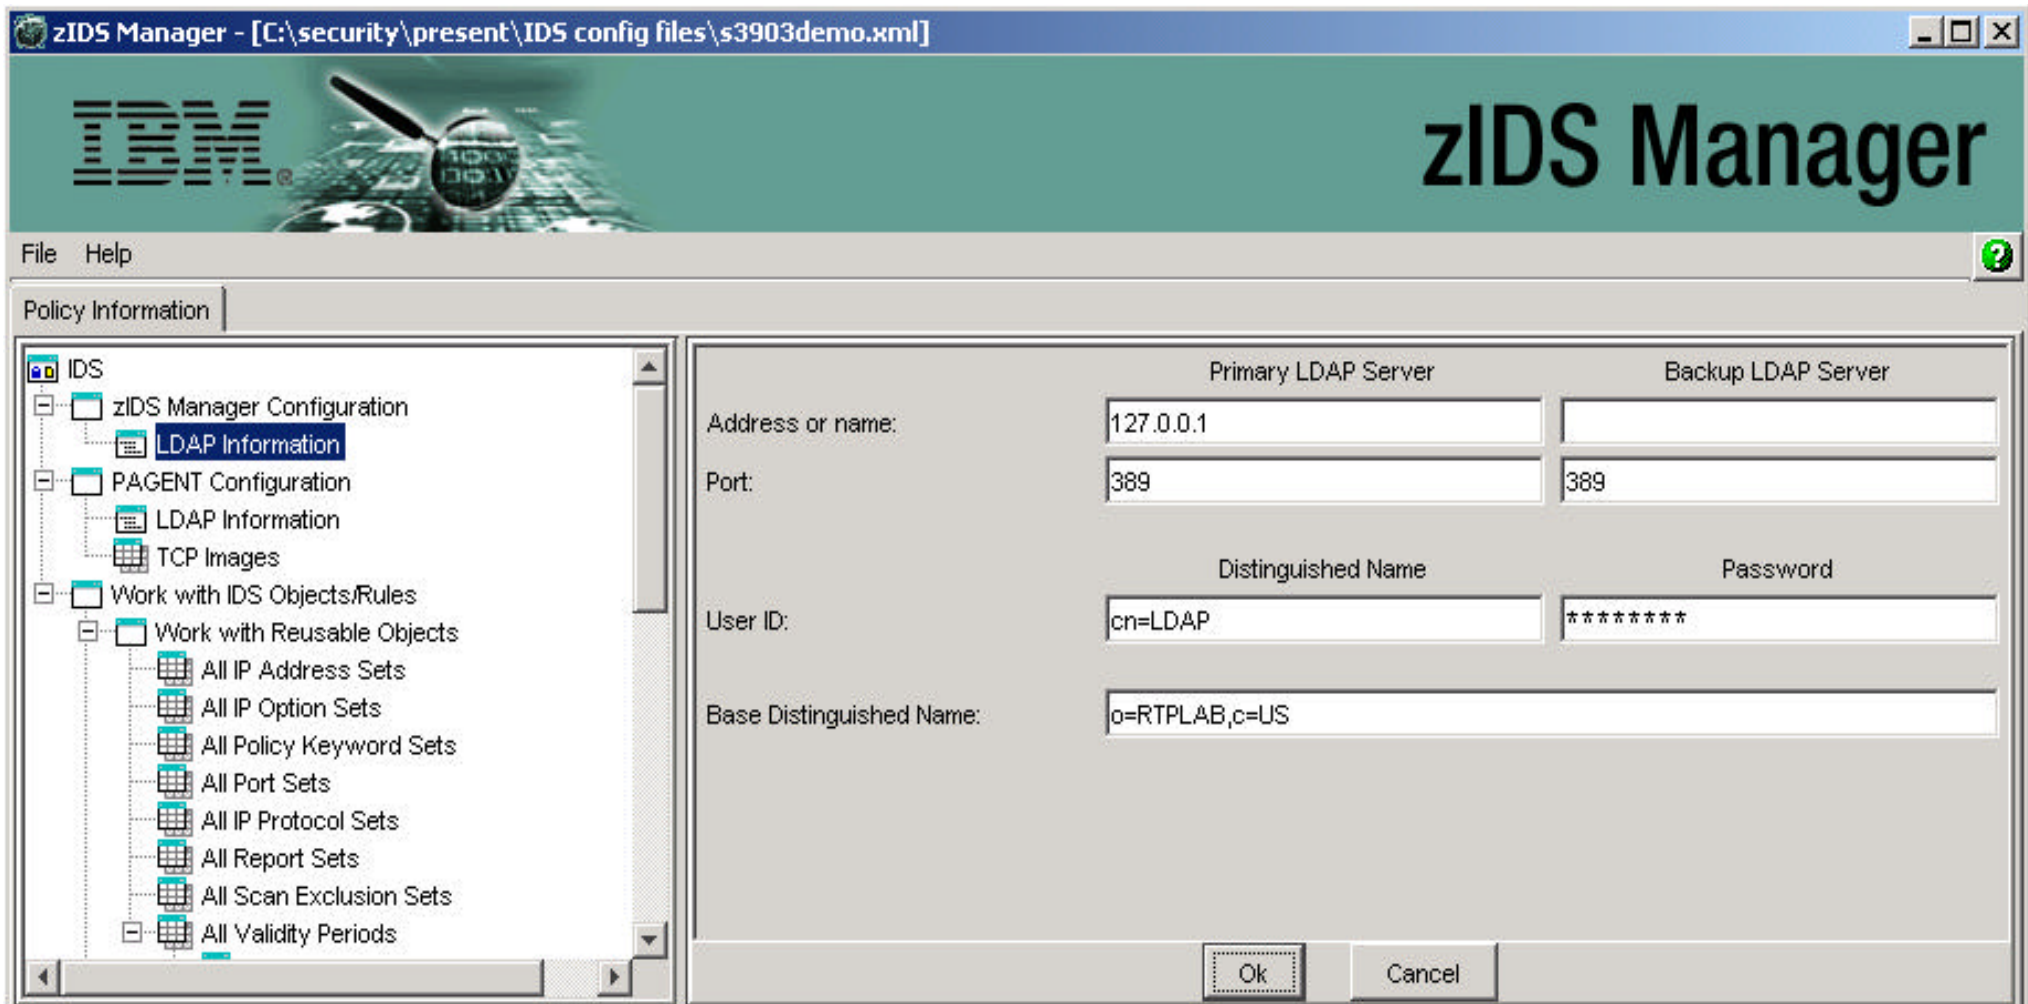 zIDS Manager - [C:\security\present\IDS config files\s3903demo.xml]
IBM®
zIDS Manager
File Help
Policy Information
IDS
zIDS Manager Configuration
LDAP Information
PAGENT Configuration
LDAP Information
TCP Images
Work with IDS Objects/Rules
Work with Reusable Objects
All IP Address Sets
All IP Option Sets
All Policy Keyword Sets
All Port Sets
All IP Protocol Sets
All Report Sets
All Scan Exclusion Sets
All Validity Periods
Primary LDAP Server Backup LDAP Server
Address or name: 127.0.0.1
Port: 389 389
Distinguished Name Password
User ID: cn=LDAP ********
Base Distinguished Name: o=RTPLAB,c=US
Ok Cancel